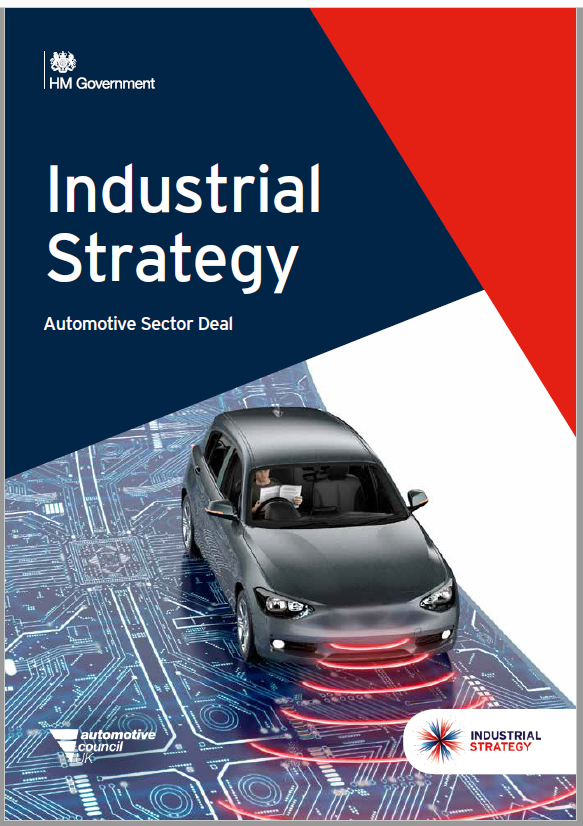 HM Government
Industrial
Strategy
Automotive Sector Deal
automotive
council
UK
INDUSTRIAL
STRATEGY